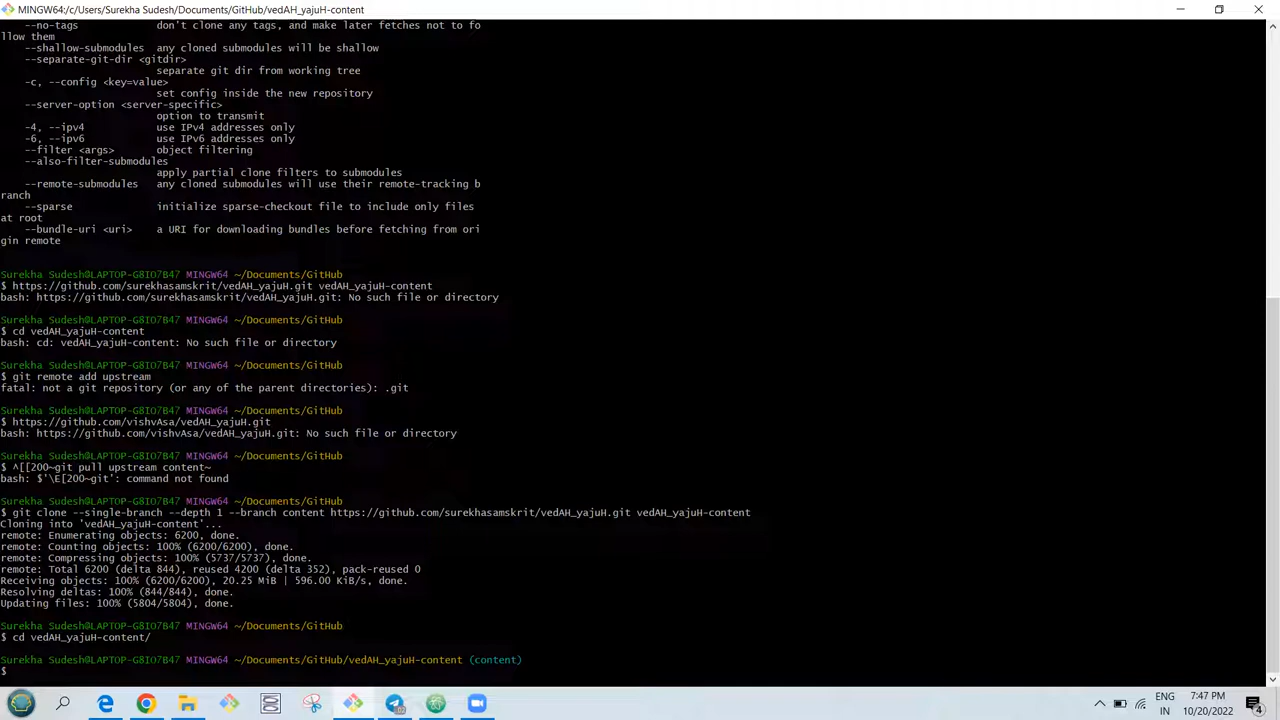 MINGW64:/c/Users/Surekha Sudesh/Documents/GitHub/vedAH_yajuH-content
--no-tags don't clone any tags, and make later fetches not to fo
llow them
--shallow-submodules any cloned submodules will be shallow
--separate-git-dir <gitdir>
separate git dir from working tree
-c, --config <key=value>
set config inside the new repository
--server-option <server-specific>
option to transmit
-4, --ipv4 use IPv4 addresses only
-6, --ipv6 use IPv6 addresses only
--filter <args> object filtering
--also-filter-submodules
apply partial clone filters to submodules
--remote-submodules any cloned submodules will use their remote-tracking b
ranch
--sparse initialize sparse-checkout file to include only files
at root
--bundle-uri <uri> a URI for downloading bundles before fetching from ori
gin remote
Surekha Sudesh@LAPTOP-G8IO7B47 MINGW64 ~/Documents/GitHub
$ https://github.com/surekhasamskrit/vedAH_yajuH.git vedAH_yajuH-content
bash: https://github.com/surekhasamskrit/vedAH_yajuH.git: No such file or directory
Surekha Sudesh@LAPTOP-G8IO7B47 MINGW64 ~/Documents/GitHub
$ cd vedAH_yajuH-content
bash: cd: vedAH_yajuH-content: No such file or directory
Surekha Sudesh@LAPTOP-G8IO7B47 MINGW64 ~/Documents/GitHub
$ git remote add upstream
fatal: not a git repository (or any of the parent directories): .git
Surekha Sudesh@LAPTOP-G8IO7B47 MINGW64 ~/Documents/GitHub
$ https://github.com/vishvAsa/vedAH_yajuH.git
bash: https://github.com/vishvAsa/vedAH_yajuH.git: No such file or directory
Surekha Sudesh@LAPTOP-G8IO7B47 MINGW64 ~/Documents/GitHub
$ ^[[200~git pull upstream content~
bash: $'\E[200~git': command not found
Surekha Sudesh@LAPTOP-G8IO7B47 MINGW64 ~/Documents/GitHub
$ git clone --single-branch --depth 1 --branch content https://github.com/surekhasamskrit/vedAH_yajuH.git vedAH_yajuH-content
Cloning into 'vedAH_yajuH-content'...
remote: Enumerating objects: 6200, done.
remote: Counting objects: 100% (6200/6200), done.
remote: Compressing objects: 100% (5737/5737), done.
remote: Total 6200 (delta 844), reused 4200 (delta 352), pack-reused 0
Receiving objects: 100% (6200/6200), 20.25 MiB | 596.00 KiB/s, done.
Resolving deltas: 100% (844/844), done.
Updating files: 100% (5804/5804), done.
Surekha Sudesh@LAPTOP-G8IO7B47 MINGW64 ~/Documents/GitHub
$ cd vedAH_yajuH-content/
Surekha Sudesh@LAPTOP-G8IO7B47 MINGW64 ~/Documents/GitHub/vedAH_yajuH-content (content)
$
ENG 7:47 PM
IN 10/20/2022 4